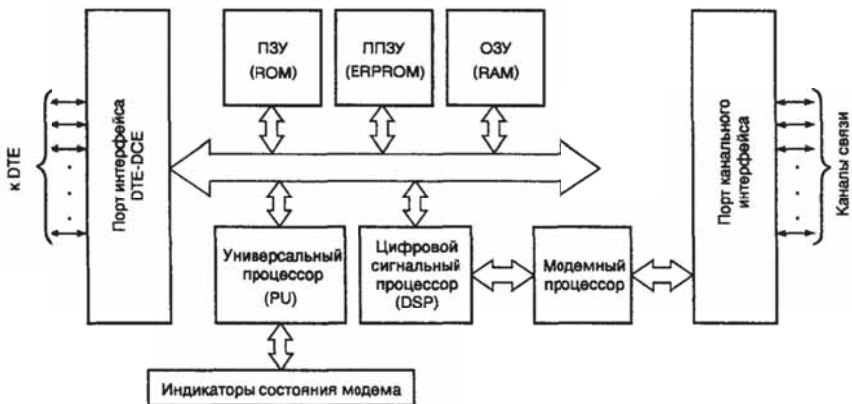 ПЗУ
(ROM)
ППЗУ
(ERPROM)
ОЗУ
(RAM)
к DTE
Порт интерфейса
DTE-DCE
Порт канального
интерфейса
Каналы связи
Универсальный
процессор
(PU)
Цифровой
сигнальный
процессор
(DSP)
Модемный
процессор
Индикаторы состояния модема